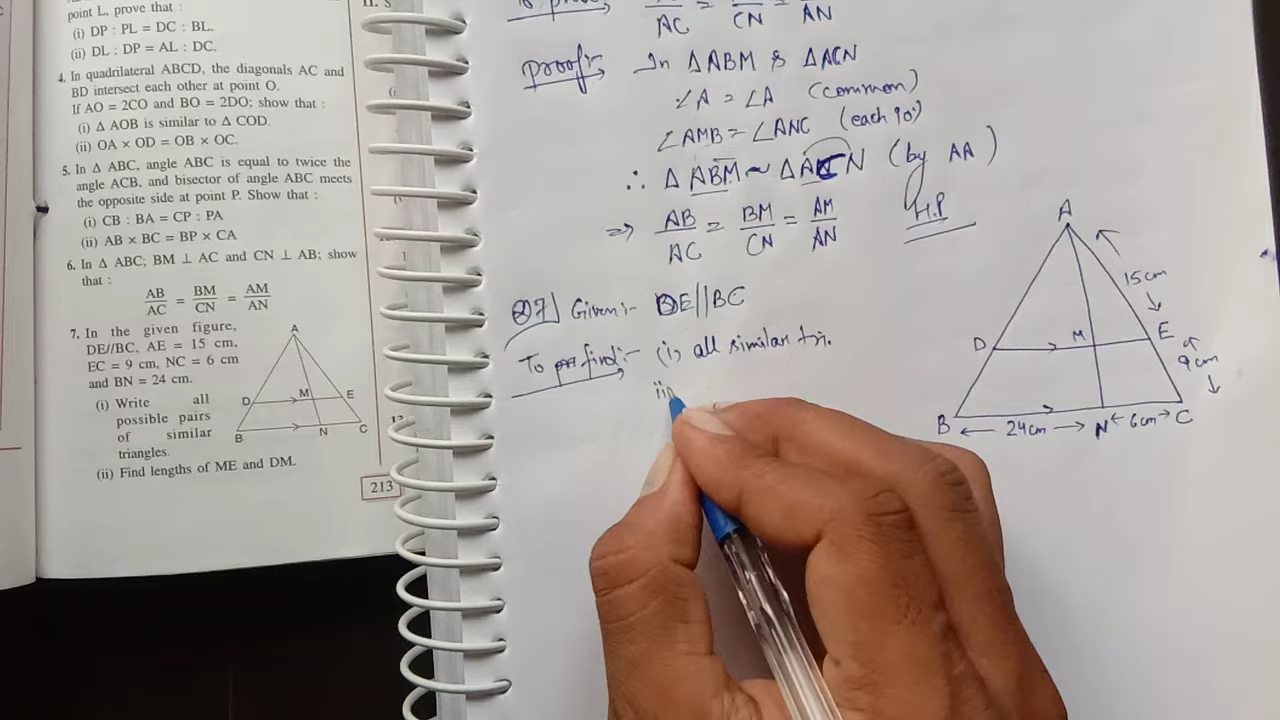 point L, prove that :
(i) DP : PL = DC : BL.
(ii) DL : DP = AL : DC.
4. In quadrilateral ABCD, the diagonals AC and
BD intersect each other at point O.
If AO = 2CO and BO = 2DO; show that :
(i) Δ AOB is similar to Δ COD.
(ii) OA × OD = OB × OC.
5. In Δ ABC, angle ABC is equal to twice the
angle ACB, and bisector of angle ABC meets
the opposite side at point P. Show that :
(i) CB : BA = CP : PA
(ii) AB × BC = BP × CA
6. In Δ ABC; BM ⊥ AC and CN ⊥ AB; show
that :
AB/AC = BM/CN = AM/AN
7. In the given figure,
DE//BC, AE = 15 cm,
EC = 9 cm, NC = 6 cm
and BN = 24 cm.
(i) Write all
possible pairs
of similar
triangles.
(ii) Find lengths of ME and DM.
A
D M E
B N C
213
AC = CN = AN
Proof:- In ΔABM & ΔACN
∠A = ∠A (common)
∠AMB = ∠ANC (each 90°)
∴ Δ ABM ~ ΔACN (by AA)
⇒ AB/AC = BM/CN = AM/AN H.P
Q7] Given:- DE//BC
To find:- (i) all similar tri.
ii)
A
15cm
D M E
9cm
B 24cm N 6cm C